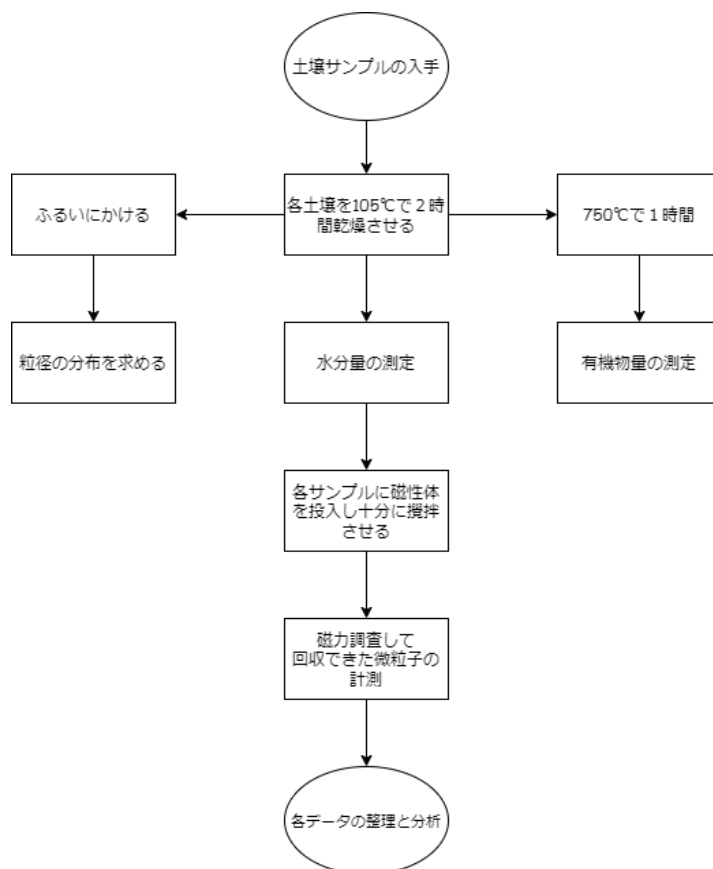 土壌サンプルの入手
ふるいにかける
各土壌を105℃で２時
間乾燥させる
750℃で１時間
粒径の分布を求める
水分量の測定
有機物量の測定
各サンプルに磁性体
を投入し十分に攪拌
させる
磁力調査して
回収できた微粒子の
計測
各データの整理と分析